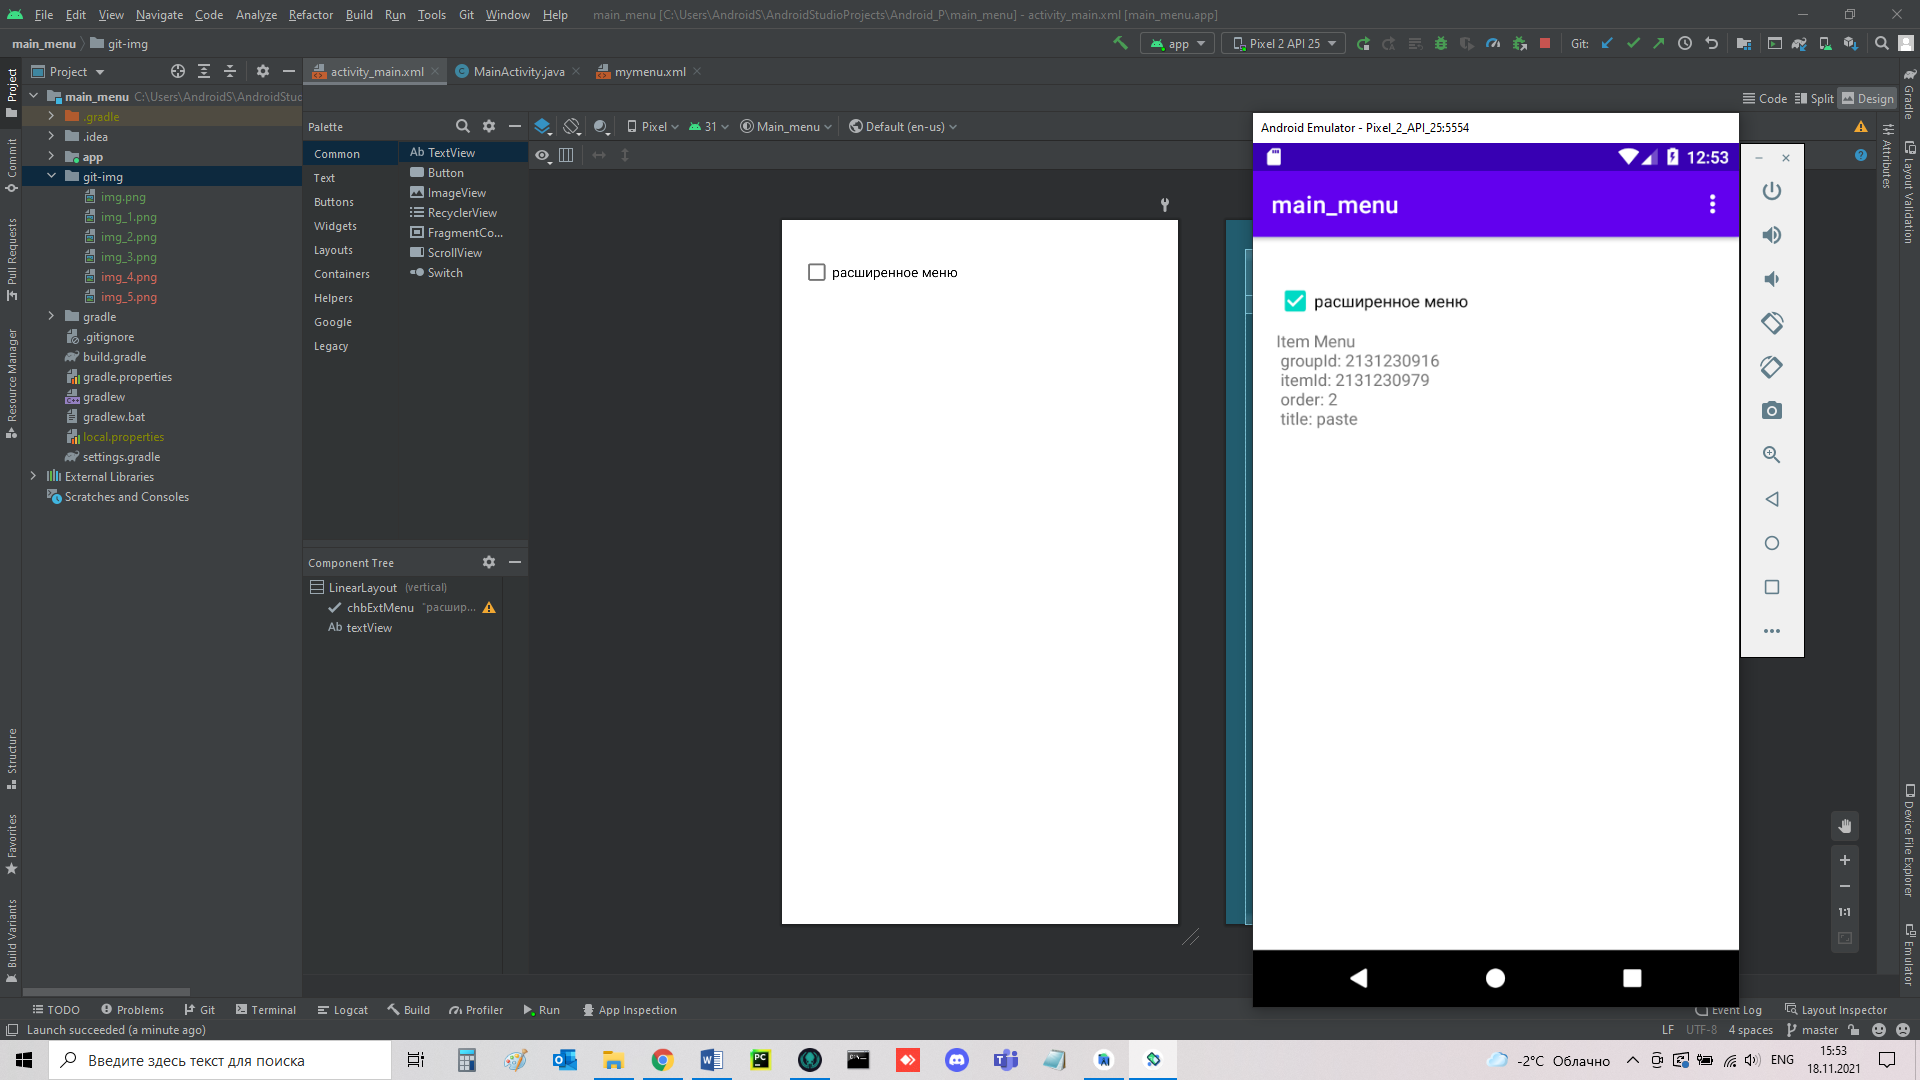 File Edit View Navigate Code Analyze Refactor Build Run Tools Git Window Help main_menu [C:\Users\AndroidS\AndroidStudioProjects\Android_P\main_menu] - activity_main.xml [main_menu.app]
main_menu git-img app Pixel 2 API 25 Git:
Project activity_main.xml MainActivity.java mymenu.xml
main_menu C:\Users\AndroidS\AndroidStuc
.gradle
.idea
app
git-img
img.png
img_1.png
img_2.png
img_3.png
img_4.png
img_5.png
gradle
.gitignore
build.gradle
gradle.properties
gradlew
gradlew.bat
local.properties
settings.gradle
External Libraries
Scratches and Consoles
Project
Commit
Pull Requests
Resource Manager
Structure
Favorites
Build Variants
Palette
Common
Text
Buttons
Widgets
Layouts
Containers
Helpers
Google
Legacy
Ab TextView
Button
ImageView
RecyclerView
FragmentCo...
ScrollView
Switch
Component Tree
LinearLayout (vertical)
chbExtMenu "расшир...
Ab textView
Code Split Design
Pixel 31 Main_menu Default (en-us)
расширенное меню
Android Emulator - Pixel_2_API_25:5554
12:53
main_menu
расширенное меню
Item Menu
groupId: 2131230916
itemId: 2131230979
order: 2
title: paste
1:1
Gradle
Attributes
Layout Validation
Device File Explorer
Emulator
TODO Problems Git Terminal Logcat Build Profiler Run App Inspection Event Log Layout Inspector
Launch succeeded (a minute ago) LF UTF-8 4 spaces master
Введите здесь текст для поиска
-2°C Облачно ENG 15:53
18.11.2021